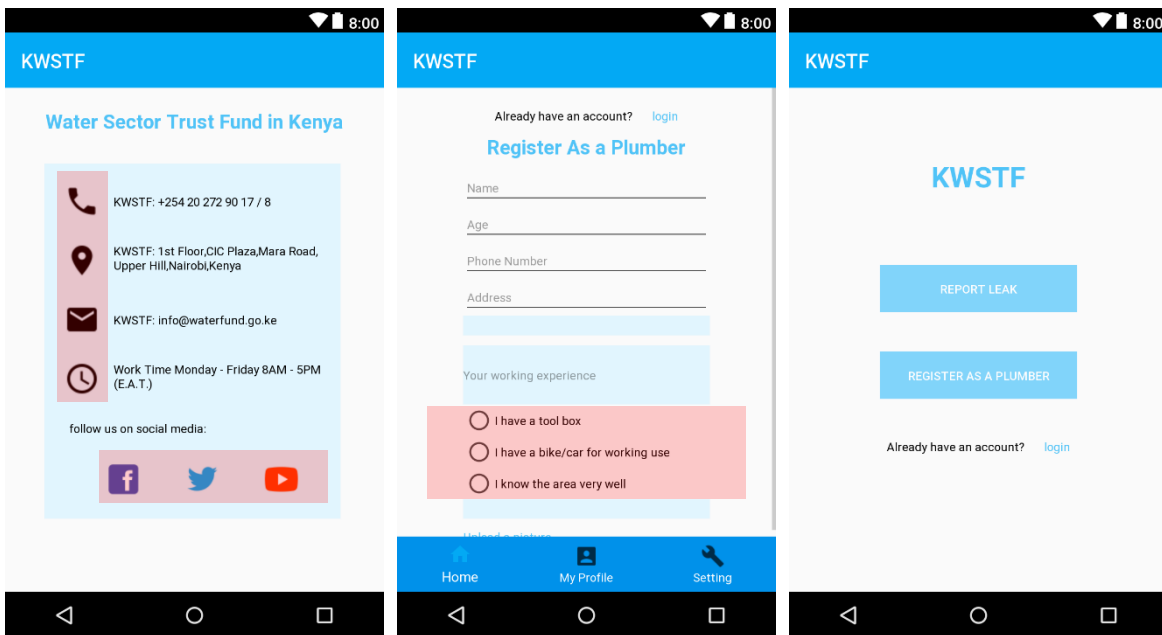 8:00
KWSTF
Water Sector Trust Fund in Kenya
KWSTF: +254 20 272 90 17 / 8
KWSTF: 1st Floor,CIC Plaza,Mara Road,
Upper Hill,Nairobi,Kenya
KWSTF: info@waterfund.go.ke
Work Time Monday - Friday 8AM - 5PM
(E.A.T.)
follow us on social media:
8:00
KWSTF
Already have an account? login
Register As a Plumber
Name
Age
Phone Number
Address
Your working experience
I have a tool box
I have a bike/car for working use
I know the area very well
Upload a picture
Home My Profile Setting
8:00
KWSTF
KWSTF
REPORT LEAK
REGISTER AS A PLUMBER
Already have an account? login